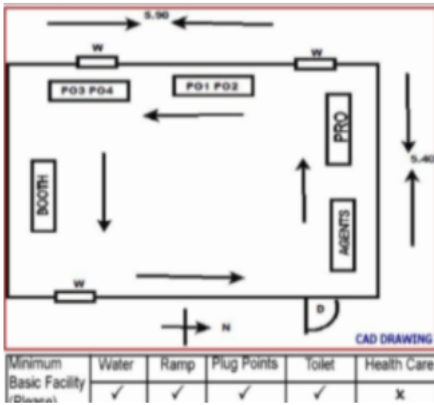 5.90
W
W
PO3 PO4
PO1 PO2
PRO
5.40
BOOTH
AGENTS
W
D
N
CAD DRAWING
Minimum Basic Facility (Please)
Water
Ramp
Plug Points
Toilet
Health Care
✓ ✓ ✓ ✓ x